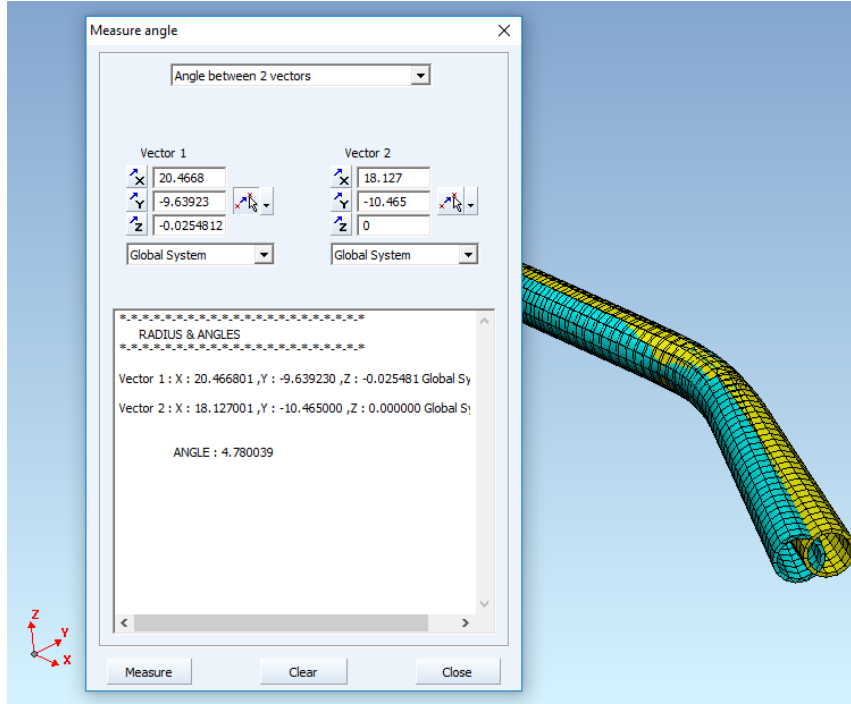 Measure angle
Angle between 2 vectors
Vector 1 Vector 2
X 20.4668 X 18.127
Y -9.63923 Y -10.465
Z -0.0254812 Z 0
Global System Global System
*-*-*-*-*-*-*-*-*-*-*-*-*-*-*-*-*-*-*-*-*
RADIUS & ANGLES
*-*-*-*-*-*-*-*-*-*-*-*-*-*-*-*-*-*-*-*-*
Vector 1 : X : 20.466801 ,Y : -9.639230 ,Z : -0.025481 Global Sy
Vector 2 : X : 18.127001 ,Y : -10.465000 ,Z : 0.000000 Global Sy
ANGLE : 4.780039
Z
Y
X
Measure Clear Close